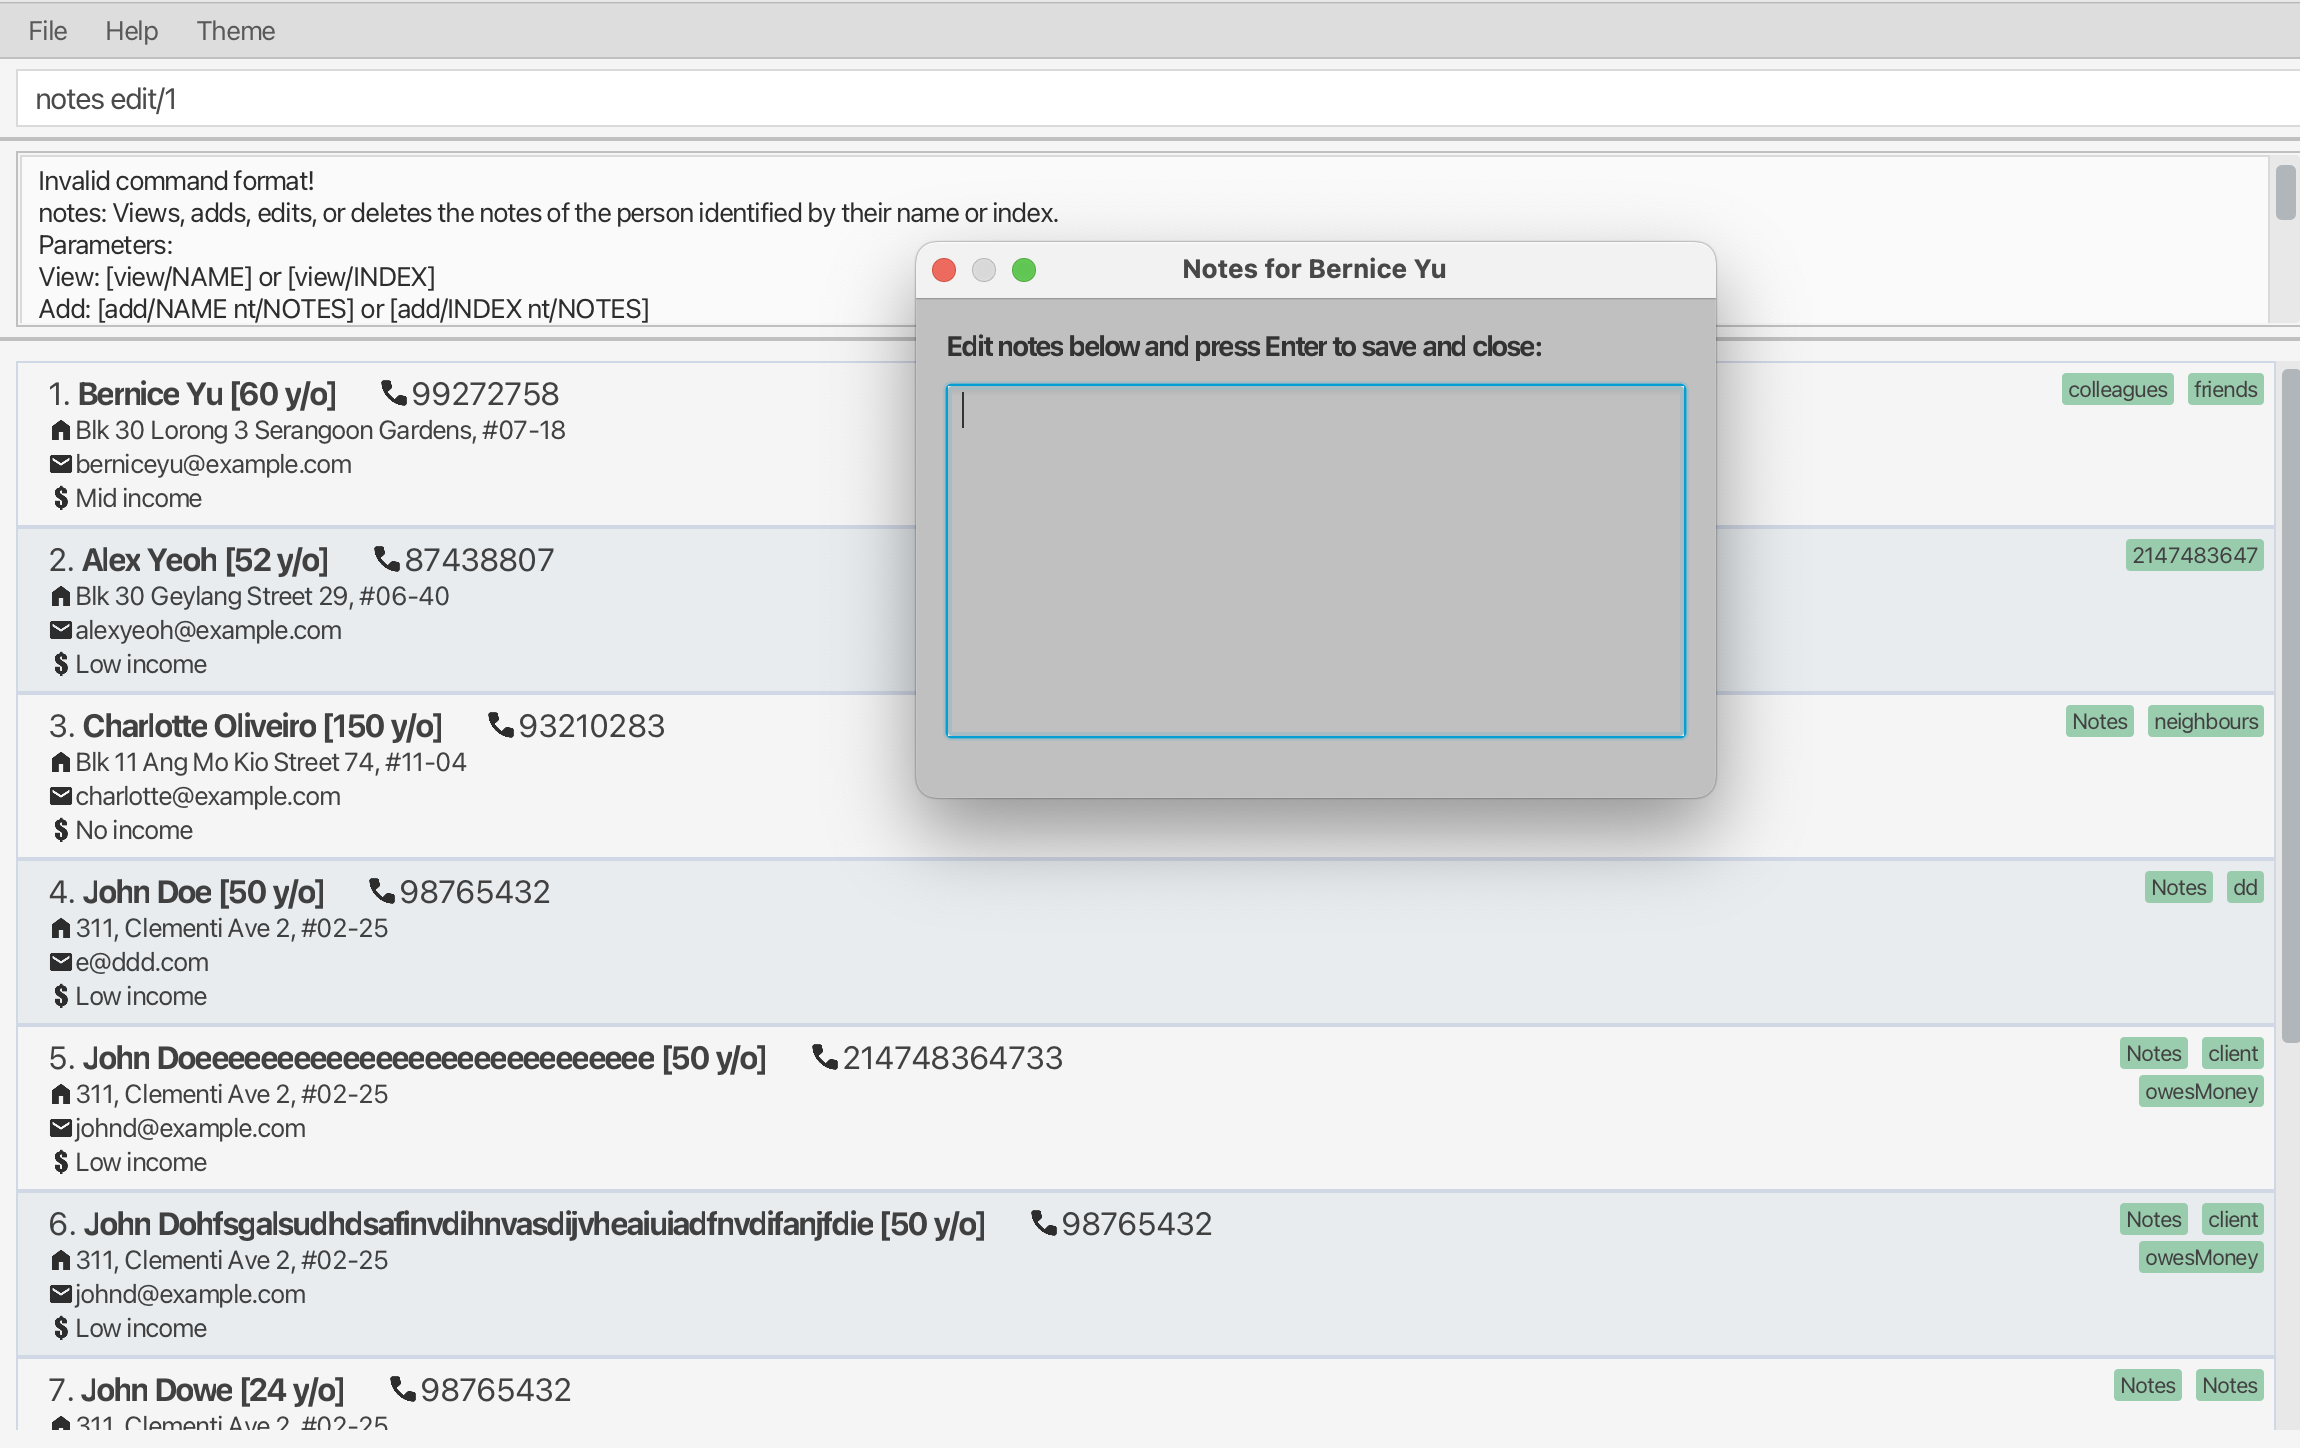 File Help Theme
notes edit/1
Invalid command format!
notes: Views, adds, edits, or deletes the notes of the person identified by their name or index.
Parameters:
View: [view/NAME] or [view/INDEX]
Add: [add/NAME nt/NOTES] or [add/INDEX nt/NOTES]
Notes for Bernice Yu
Edit notes below and press Enter to save and close:
1. Bernice Yu [60 y/o] 99272758 colleagues friends
Blk 30 Lorong 3 Serangoon Gardens, #07-18
berniceyu@example.com
$ Mid income
2. Alex Yeoh [52 y/o] 87438807 2147483647
Blk 30 Geylang Street 29, #06-40
alexyeoh@example.com
$ Low income
3. Charlotte Oliveiro [150 y/o] 93210283 Notes neighbours
Blk 11 Ang Mo Kio Street 74, #11-04
charlotte@example.com
$ No income
4. John Doe [50 y/o] 98765432 Notes dd
311, Clementi Ave 2, #02-25
e@ddd.com
$ Low income
5. John Doeeeeeeeeeeeeeeeeeeeeeeeeeeee [50 y/o] 214748364733 Notes client
311, Clementi Ave 2, #02-25 owesMoney
johnd@example.com
$ Low income
6. John Dohfsgalsudhdsafinvdihnvasdijvheaiuiadfnvdifanjfdie [50 y/o] 98765432 Notes client
311, Clementi Ave 2, #02-25 owesMoney
johnd@example.com
$ Low income
7. John Dowe [24 y/o] 98765432 Notes Notes
311, Clementi Ave 2, #02-25